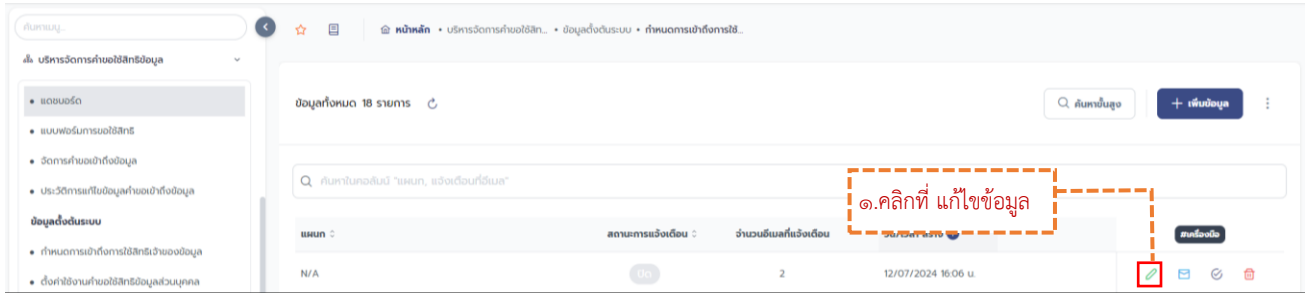 ค้นหาเมนู..
หน้าหลัก • บริหารจัดการคำขอใช้สิท... • ข้อมูลตั้งต้นระบบ • กำหนดการเข้าถึงการใช้...
บริหารจัดการคำขอใช้สิทธิข้อมูล
• แดชบอร์ด
• แบบฟอร์มการขอใช้สิทธิ
• จัดการคำขอเข้าถึงข้อมูล
• ประวัติการแก้ไขข้อมูลคำขอเข้าถึงข้อมูล
ข้อมูลตั้งต้นระบบ
• กำหนดการเข้าถึงการใช้สิทธิเจ้าของข้อมูล
• ตั้งค่าใช้งานคำขอใช้สิทธิข้อมูลส่วนบุคคล
ข้อมูลทั้งหมด 18 รายการ
ค้นหาขั้นสูง
+ เพิ่มข้อมูล
ค้นหาในคอลัมน์ "แผนก, แจ้งเตือนที่อีเมล"
๑.คลิกที่ แก้ไขข้อมูล
แผนก สถานะการแจ้งเตือน จำนวนอีเมลที่แจ้งเตือน #เครื่องมือ
N/A ปิด 2 12/07/2024 16:06 น.